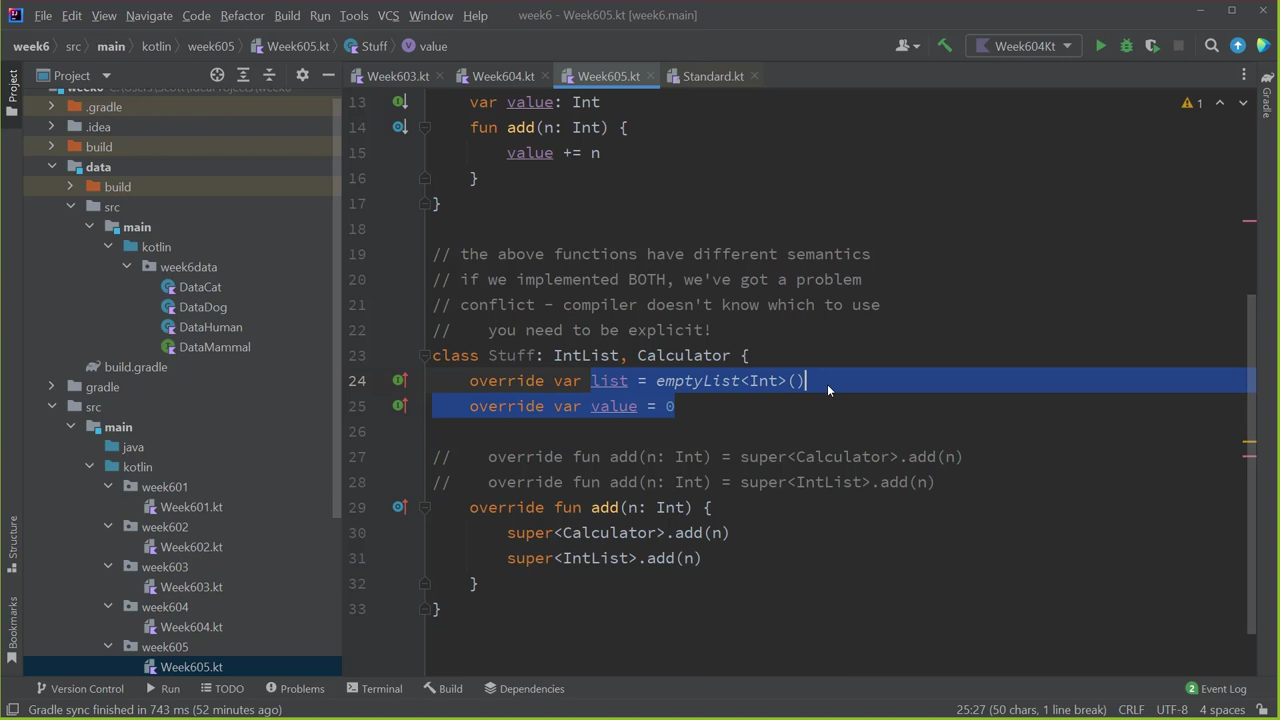 File Edit View Navigate Code Refactor Build Run Tools VCS Window Help week6 - Week605.kt [week6.main]
week6 src main kotlin week605 Week605.kt Stuff value Week604Kt
Project Week603.kt Week604.kt Week605.kt Standard.kt
.gradle
.idea
build
data
build
src
main
kotlin
week6data
DataCat
DataDog
DataHuman
DataMammal
build.gradle
gradle
src
main
java
kotlin
week601
Week601.kt
week602
Week602.kt
week603
Week603.kt
week604
Week604.kt
week605
Week605.kt
Project
Structure
Bookmarks
13 var value: Int
14 fun add(n: Int) {
15 value += n
16 }
17 }
18
19 // the above functions have different semantics
20 // if we implemented BOTH, we've got a problem
21 // conflict - compiler doesn't know which to use
22 // you need to be explicit!
23 class Stuff: IntList, Calculator {
24 override var list = emptyList<Int>()
25 override var value = 0
26
27 // override fun add(n: Int) = super<Calculator>.add(n)
28 // override fun add(n: Int) = super<IntList>.add(n)
29 override fun add(n: Int) {
30 super<Calculator>.add(n)
31 super<IntList>.add(n)
32 }
33 }
1
Gradle
Version Control Run TODO Problems Terminal Build Dependencies 2 Event Log
Gradle sync finished in 743 ms (52 minutes ago) 25:27 (50 chars, 1 line break) CRLF UTF-8 4 spaces